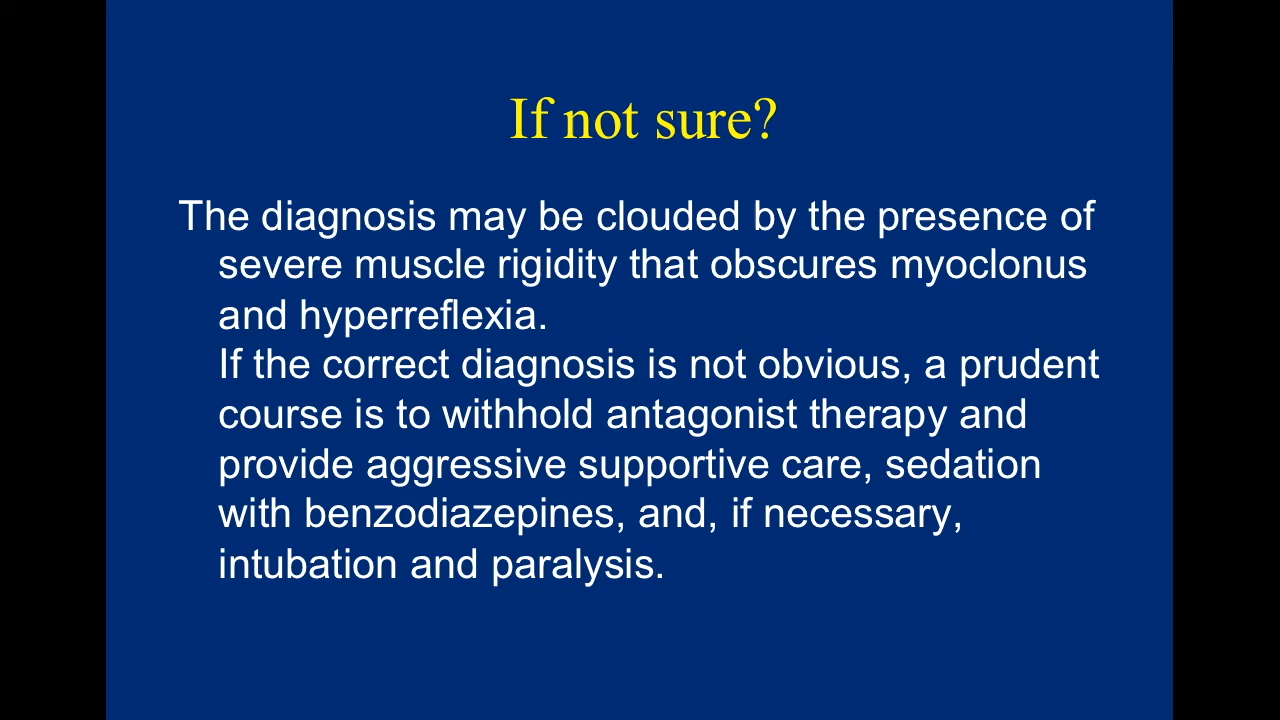 If not sure?
The diagnosis may be clouded by the presence of
severe muscle rigidity that obscures myoclonus
and hyperreflexia.
If the correct diagnosis is not obvious, a prudent
course is to withhold antagonist therapy and
provide aggressive supportive care, sedation
with benzodiazepines, and, if necessary,
intubation and paralysis.